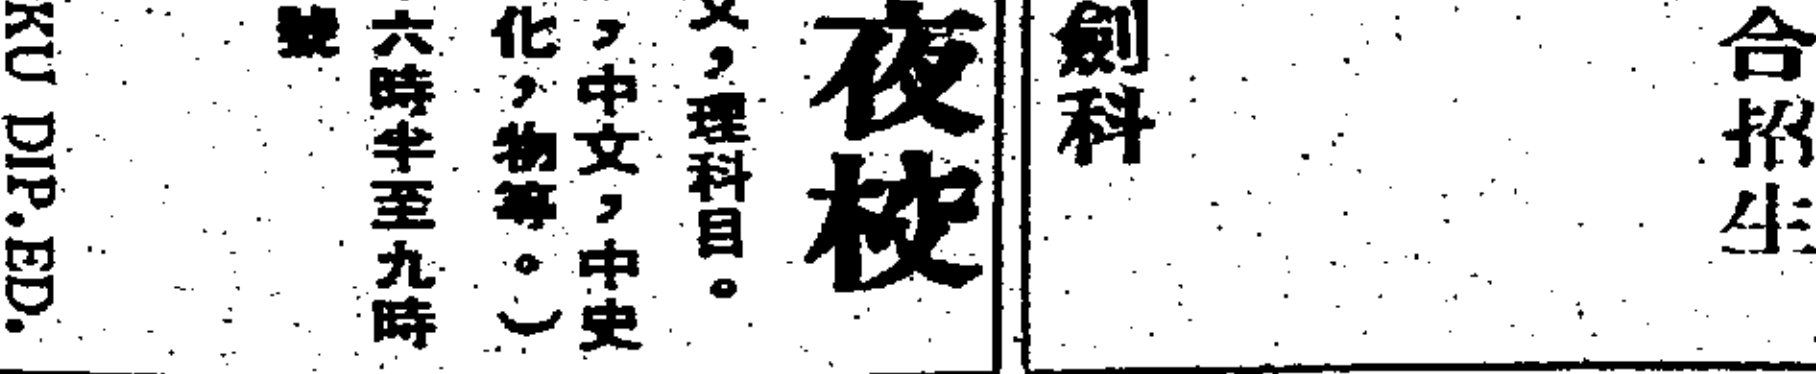 合招生
劍科
夜校
文，理科目。
，中文，中史
化，物等。）
六時半至九時
號
KU DIP.ED.